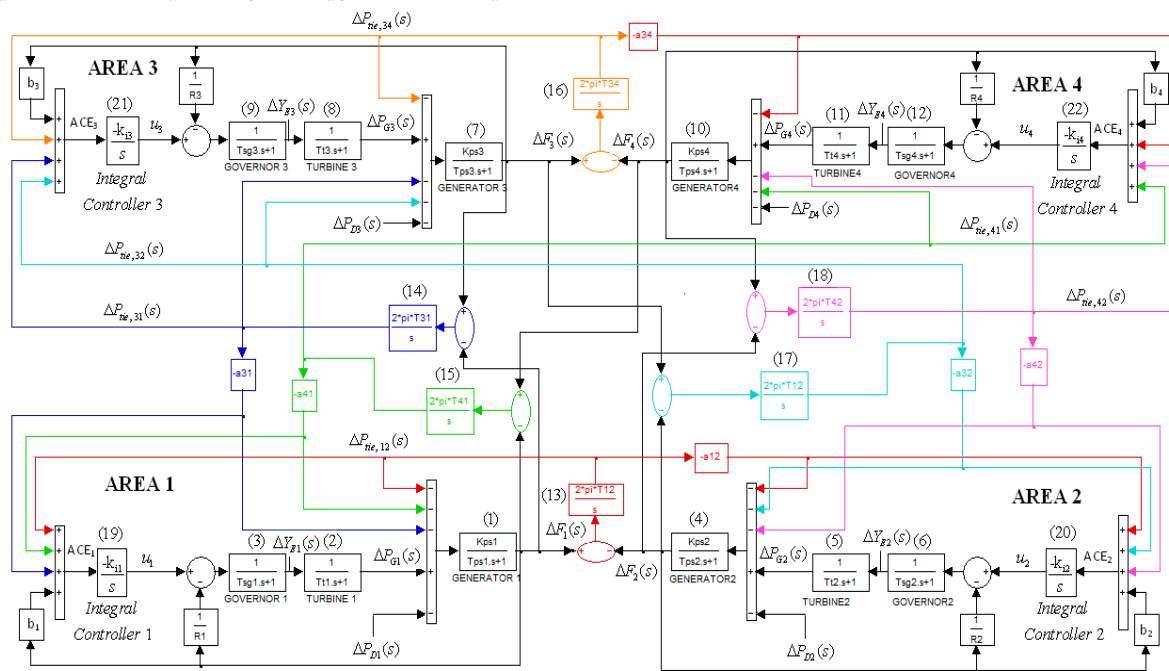 ΔP_tie,34(s)
-a34
b3
AREA 3
1/R3
(16)
2*pi*T34/s
1/R4
AREA 4
b4
ACE3
(21)
-k_i3/s
u3
(9)
1/Tsg3.s+1
GOVERNOR 3
ΔY_E3(s)
(8)
1/Tt3.s+1
TURBINE 3
ΔP_G3(s)
(7)
Kps3/Tps3.s+1
GENERATOR 3
ΔF3(s)
ΔF4(s)
(10)
Kps4/Tps4.s+1
GENERATOR4
ΔP_G4(s)
(11)
1/Tt4.s+1
TURBINE4
ΔY_E4(s)
(12)
1/Tsg4.s+1
GOVERNOR4
u4
(22)
-k_i4/s
ACE4
Integral
Controller 3
Integral
Controller 4
ΔP_D3(s)
ΔP_D4(s)
ΔP_tie,41(s)
ΔP_tie,32(s)
ΔP_tie,31(s)
(14)
2*pi*T31/s
(18)
2*pi*T42/s
ΔP_tie,42(s)
-a31
-a41
(15)
2*pi*T41/s
(17)
2*pi*T12/s
-a32
-a42
ΔP_tie,12(s)
-a12
AREA 1
(13)
2*pi*T12/s
AREA 2
ACE1
(19)
-k_i1/s
u1
(3)
1/Tsg1.s+1
GOVERNOR 1
ΔY_E1(s)
(2)
1/Tt1.s+1
TURBINE 1
ΔP_G1(s)
(1)
Kps1/Tps1.s+1
GENERATOR 1
ΔF1(s)
ΔF2(s)
(4)
Kps2/Tps2.s+1
GENERATOR2
ΔP_G2(s)
(5)
1/Tt2.s+1
TURBINE2
ΔY_E2(s)
(6)
1/Tsg2.s+1
GOVERNOR2
u2
(20)
-k_i2/s
ACE2
b1
Integral
Controller 1
1/R1
ΔP_D1(s)
ΔP_D2(s)
1/R2
Integral
Controller 2
b2